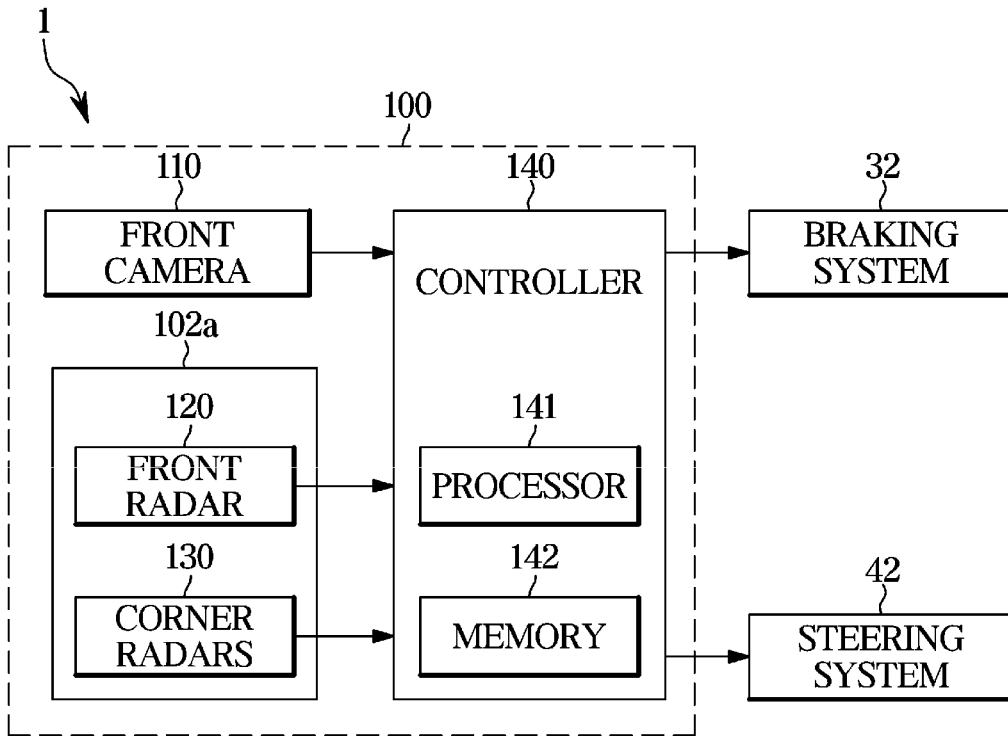 1
100
110
140
32
FRONT
CAMERA
CONTROLLER
BRAKING
SYSTEM
102a
120
141
FRONT
RADAR
PROCESSOR
130
142
42
CORNER
RADARS
MEMORY
STEERING
SYSTEM